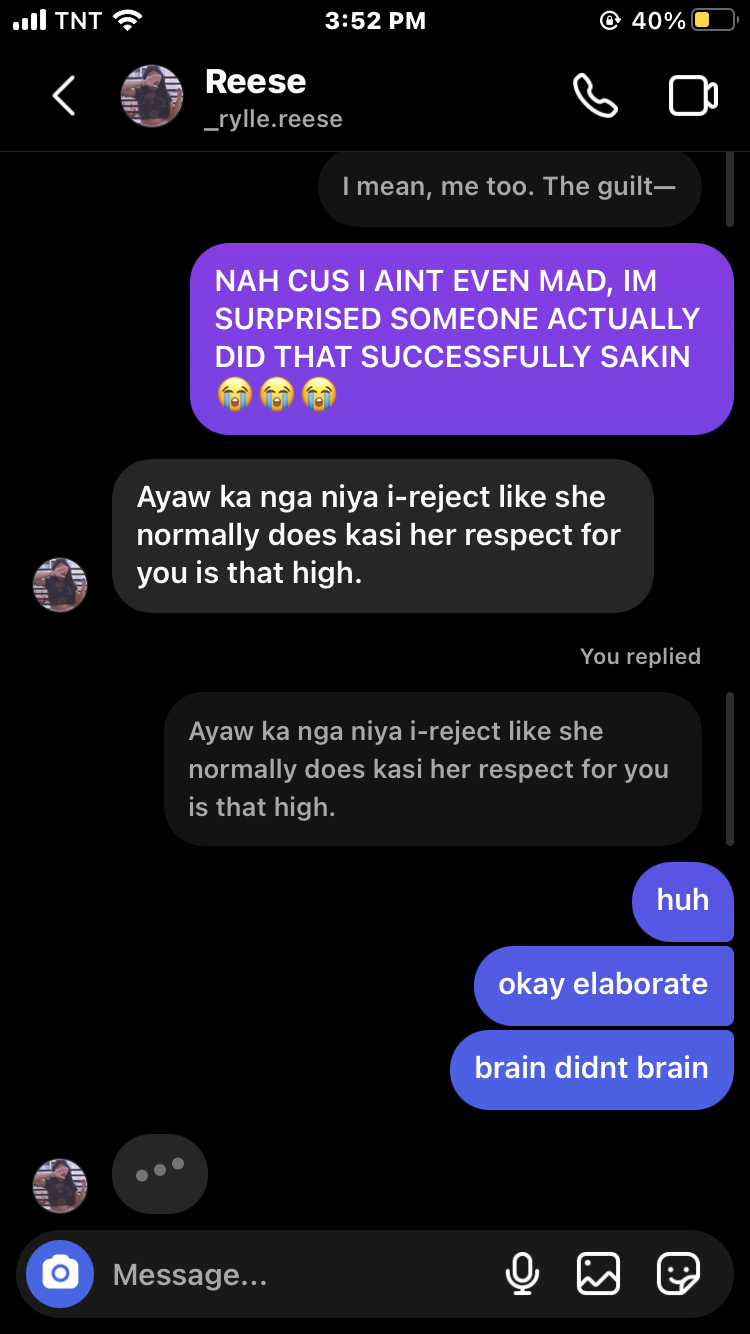 TNT 3:52 PM 40%
Reese
_rylle.reese
I mean, me too. The guilt—
NAH CUS I AINT EVEN MAD, IM
SURPRISED SOMEONE ACTUALLY
DID THAT SUCCESSFULLY SAKIN
😭😭😭
Ayaw ka nga niya i-reject like she
normally does kasi her respect for
you is that high.
You replied
Ayaw ka nga niya i-reject like she
normally does kasi her respect for you
is that high.
huh
okay elaborate
brain didnt brain
Message...